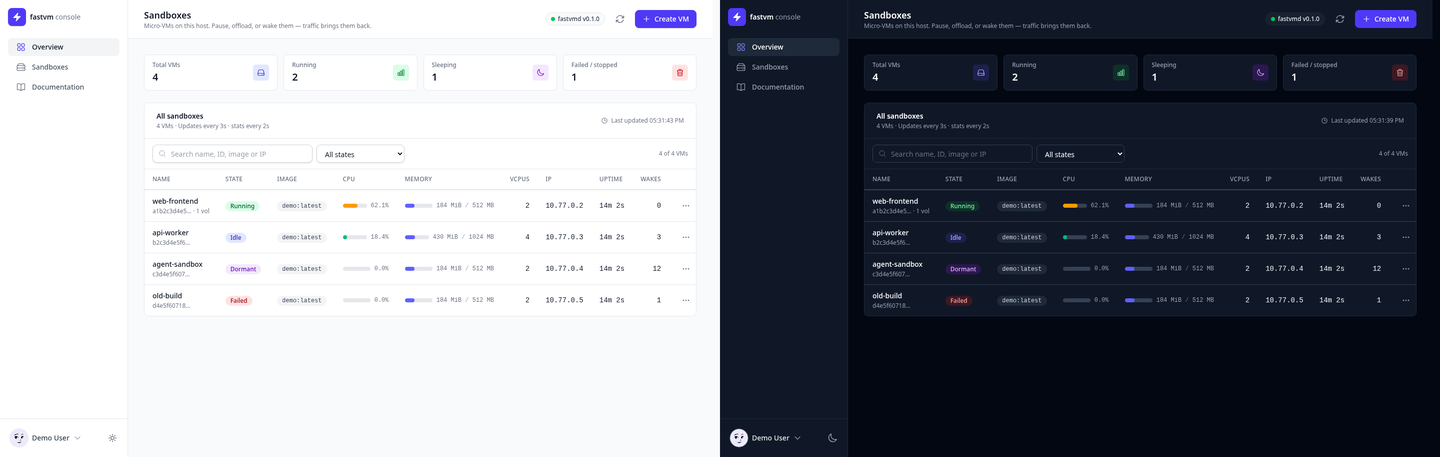 fastvm console
Overview
Sandboxes
Documentation
Demo User
Sandboxes
Micro-VMs on this host. Pause, offload, or wake them — traffic brings them back.
fastvmd v0.1.0
+ Create VM
Total VMs
4
Running
2
Sleeping
1
Failed / stopped
1
All sandboxes
4 VMs · Updates every 3s · stats every 2s
Last updated 05:31:43 PM
Search name, ID, image or IP
All states
4 of 4 VMs
NAME STATE IMAGE CPU MEMORY VCPUS IP UPTIME WAKES
web-frontend
a1b2c3d4e5... · 1 vol
Running demo:latest 62.1% 184 MiB / 512 MB 2 10.77.0.2 14m 2s 0 ...
api-worker
b2c3d4e5f6...
Idle demo:latest 18.4% 430 MiB / 1024 MB 4 10.77.0.3 14m 2s 3 ...
agent-sandbox
c3d4e5f607...
Dormant demo:latest 0.0% 184 MiB / 512 MB 2 10.77.0.4 14m 2s 12 ...
old-build
d4e5f60718...
Failed demo:latest 0.0% 184 MiB / 512 MB 2 10.77.0.5 14m 2s 1 ...
fastvm console
Overview
Sandboxes
Documentation
Demo User
Sandboxes
Micro-VMs on this host. Pause, offload, or wake them — traffic brings them back.
fastvmd v0.1.0
+ Create VM
Total VMs
4
Running
2
Sleeping
1
Failed / stopped
1
All sandboxes
4 VMs · Updates every 3s · stats every 2s
Last updated 05:31:39 PM
Search name, ID, image or IP
All states
4 of 4 VMs
NAME STATE IMAGE CPU MEMORY VCPUS IP UPTIME WAKES
web-frontend
a1b2c3d4e5... · 1 vol
Running demo:latest 62.1% 184 MiB / 512 MB 2 10.77.0.2 14m 2s 0 ...
api-worker
b2c3d4e5f6...
Idle demo:latest 18.4% 430 MiB / 1024 MB 4 10.77.0.3 14m 2s 3 ...
agent-sandbox
c3d4e5f607...
Dormant demo:latest 0.0% 184 MiB / 512 MB 2 10.77.0.4 14m 2s 12 ...
old-build
d4e5f60718...
Failed demo:latest 0.0% 184 MiB / 512 MB 2 10.77.0.5 14m 2s 1 ...